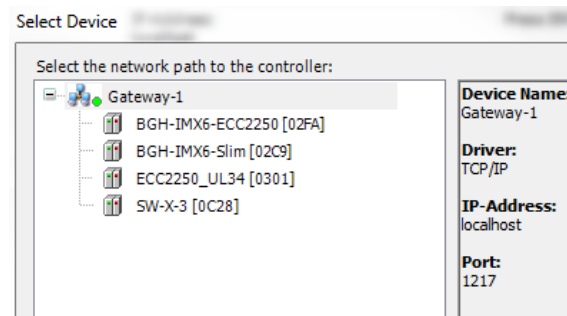 Select Device
Select the network path to the controller:
Gateway-1
BGH-IMX6-ECC2250 [02FA]
BGH-IMX6-Slim [02C9]
ECC2250_UL34 [0301]
SW-X-3 [0C28]
Device Name:
Gateway-1
Driver:
TCP/IP
IP-Address:
localhost
Port:
1217